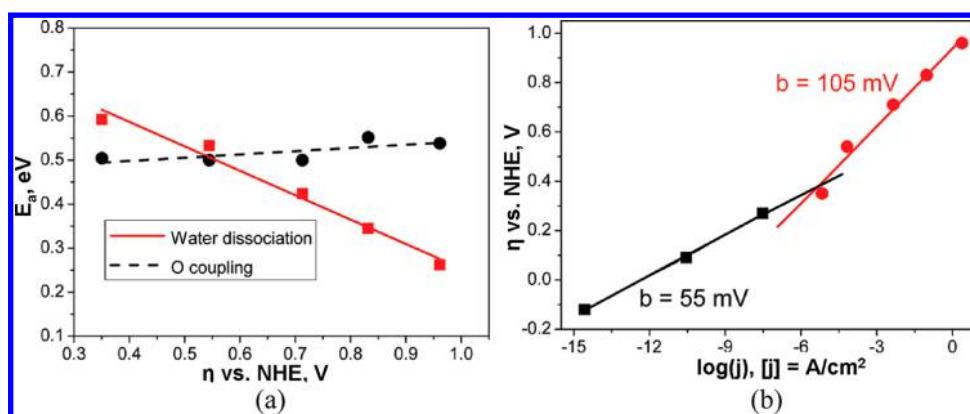 0.8
0.7
0.6
0.5
0.4
0.3
0.2
0.1
Eₐ, eV
Water dissociation
O coupling
0.3 0.4 0.5 0.6 0.7 0.8 0.9 1.0
η vs. NHE, V
(a)
1.0
0.8
0.6
0.4
0.2
0.0
-0.2
η vs. NHE, V
b = 105 mV
b = 55 mV
-15 -12 -9 -6 -3 0
log(j), [j] = A/cm²
(b)